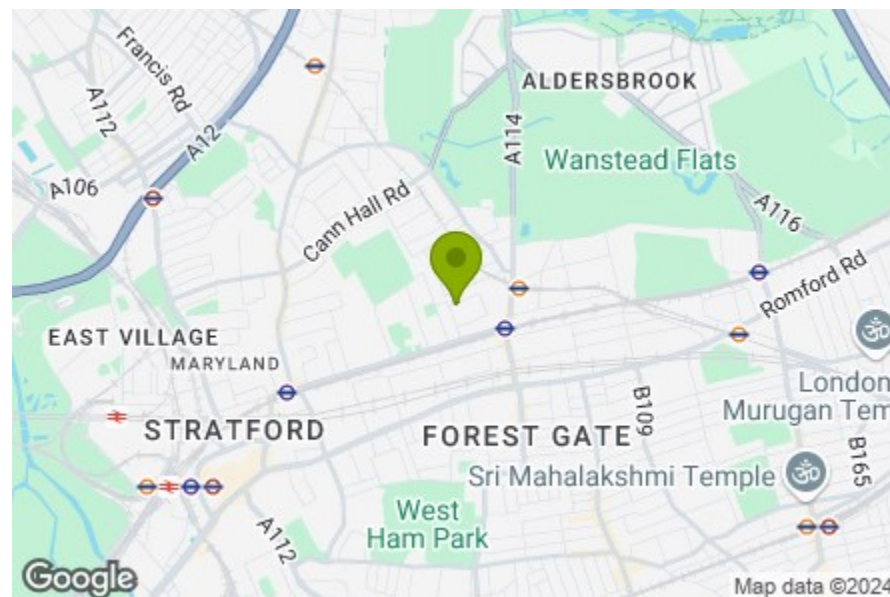 Francis Rd
A112
A12
A106
ALDERSBROOK
A114
Wanstead Flats
Cann Hall Rd
A116
Romford Rd
EAST VILLAGE
MARYLAND
STRATFORD
FOREST GATE
B109
London
Murugan Tem
B165
Sri Mahalakshmi Temple
West
Ham Park
A112
Google
Map data ©2024